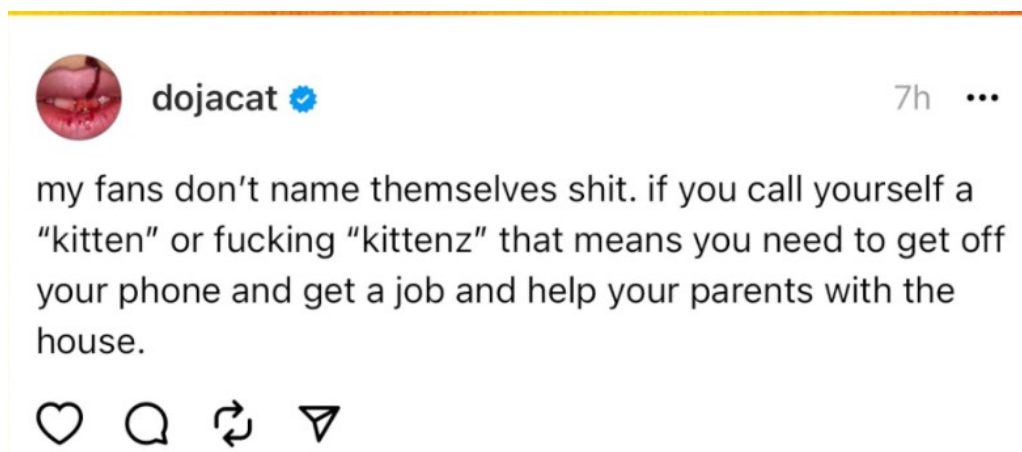 dojacat
7h
my fans don’t name themselves shit. if you call yourself a
“kitten” or fucking “kittenz” that means you need to get off
your phone and get a job and help your parents with the
house.